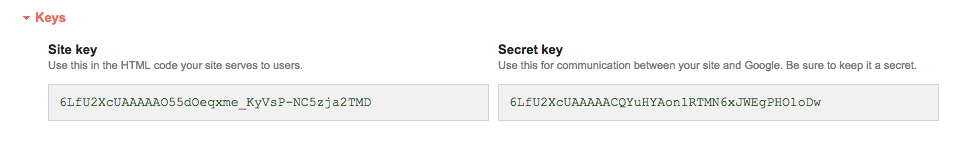 Keys
Site key
Use this in the HTML code your site serves to users.
6LfU2XcUAAAAAO55dOeqxme_KyVsP-NC5zja2TMD
Secret key
Use this for communication between your site and Google. Be sure to keep it a secret.
6LfU2XcUAAAAACQYuHYAon1RTMN6xJWEgPHO1oDw